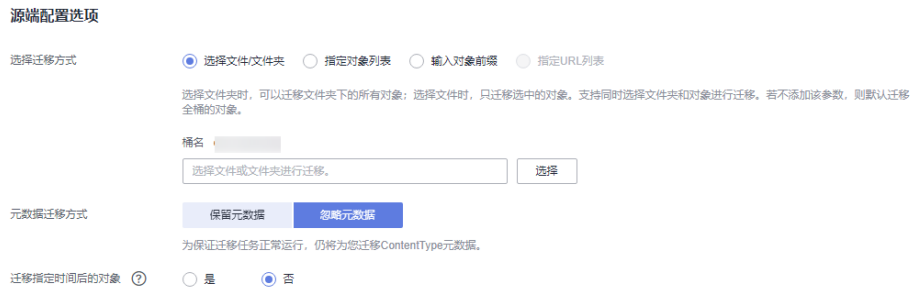 源端配置选项
选择迁移方式 选择文件/文件夹 指定对象列表 输入对象前缀 指定URL列表
选择文件夹时，可以迁移文件夹下的所有对象；选择文件时，只迁移选中的对象。支持同时选择文件夹和对象进行迁移。若不添加该参数，则默认迁移
全桶的对象。
桶名
选择文件或文件夹进行迁移。 选择
元数据迁移方式 保留元数据 忽略元数据
为保证迁移任务正常运行，仍将为您迁移ContentType元数据。
迁移指定时间后的对象 ? 是 否